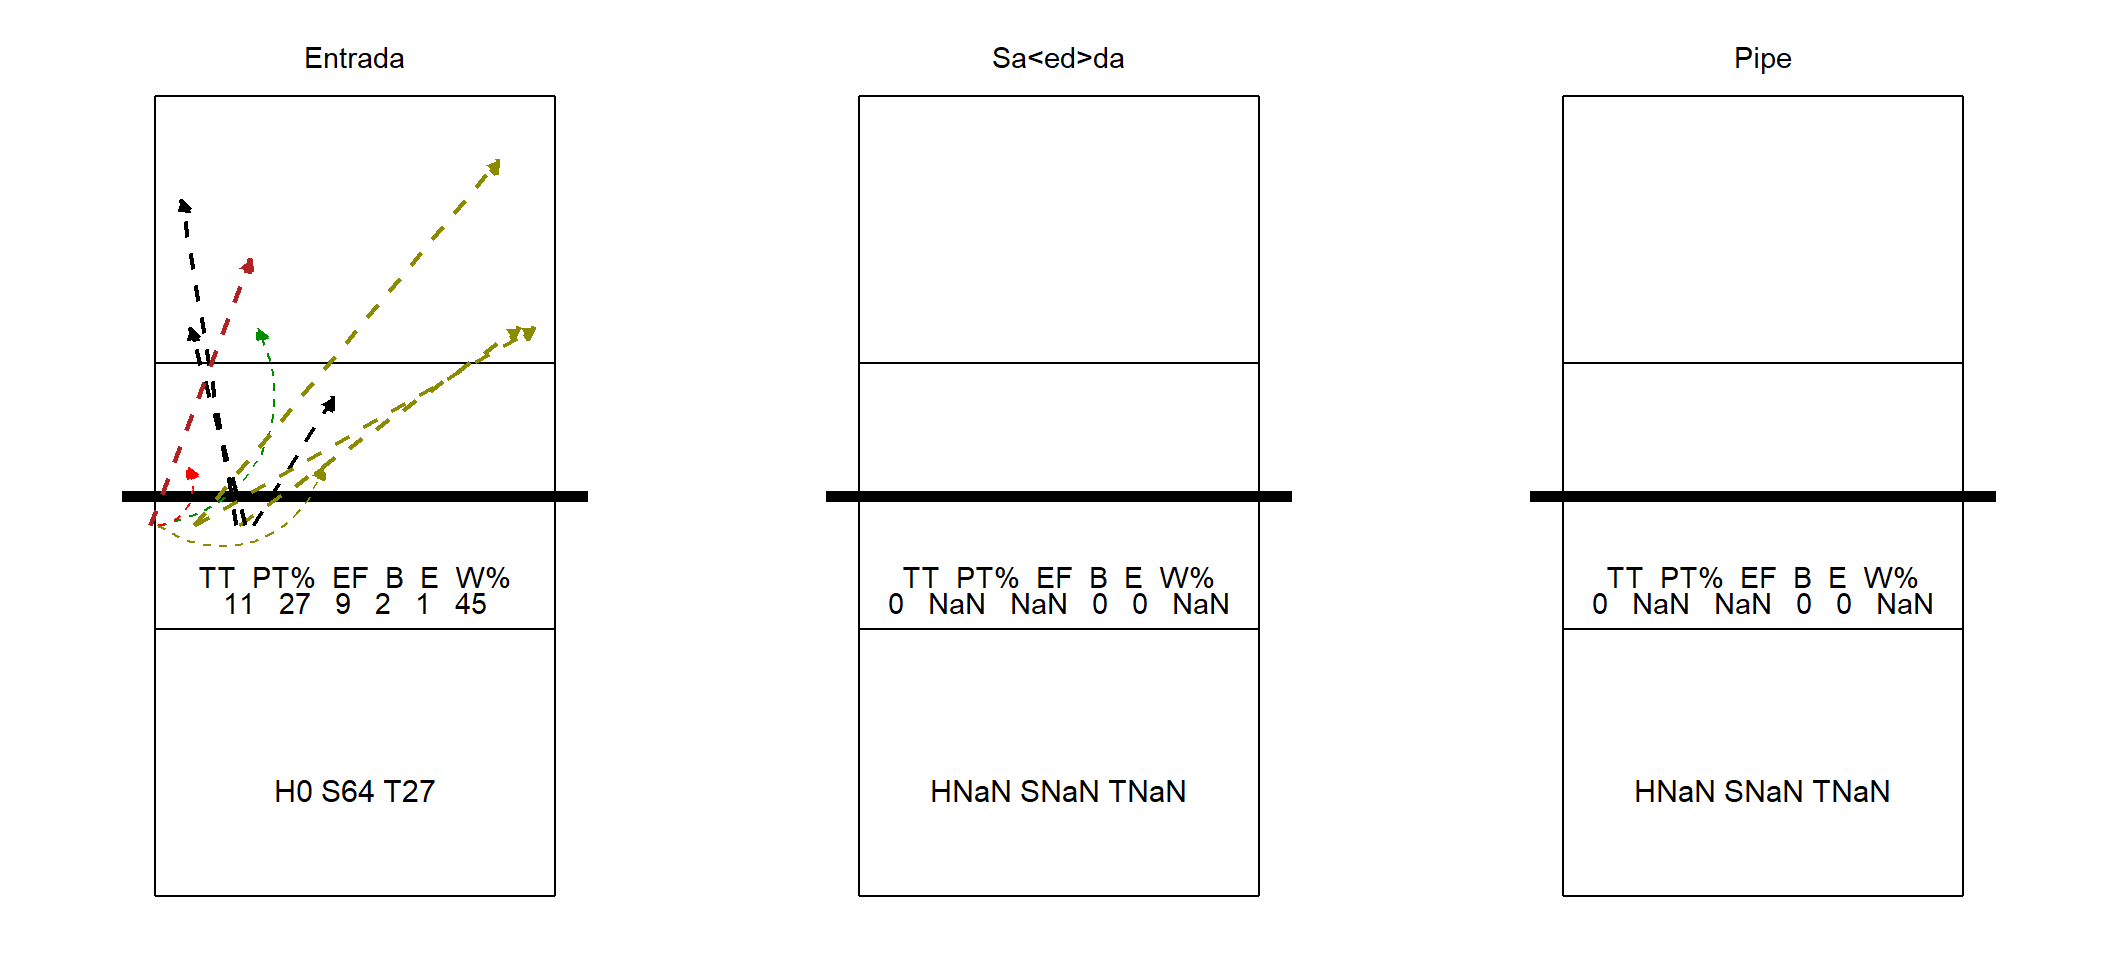 Entrada
TT PT% EF B E W%
11 27 9 2 1 45
H0 S64 T27
Sa<ed>da
TT PT% EF B E W%
0 NaN NaN 0 0 NaN
HNaN SNaN TNaN
Pipe
TT PT% EF B E W%
0 NaN NaN 0 0 NaN
HNaN SNaN TNaN